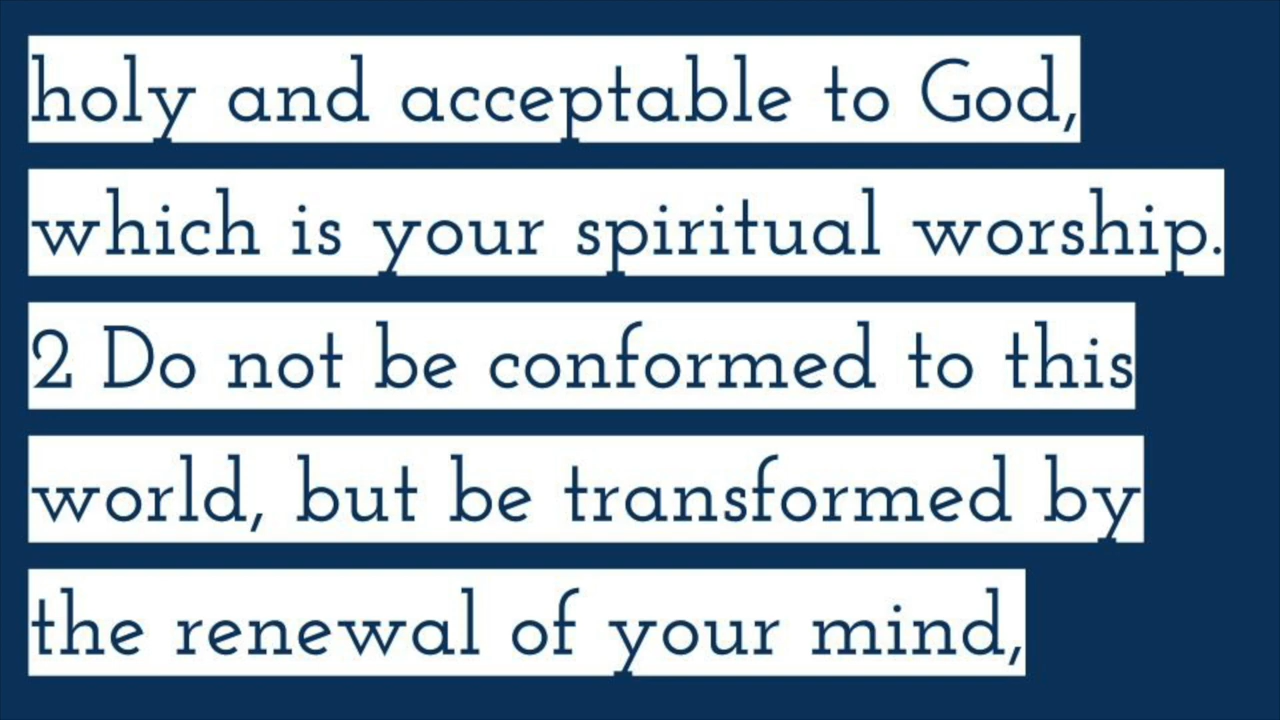 holy and acceptable to God,
which is your spiritual worship.
2 Do not be conformed to this
world, but be transformed by
the renewal of your mind,